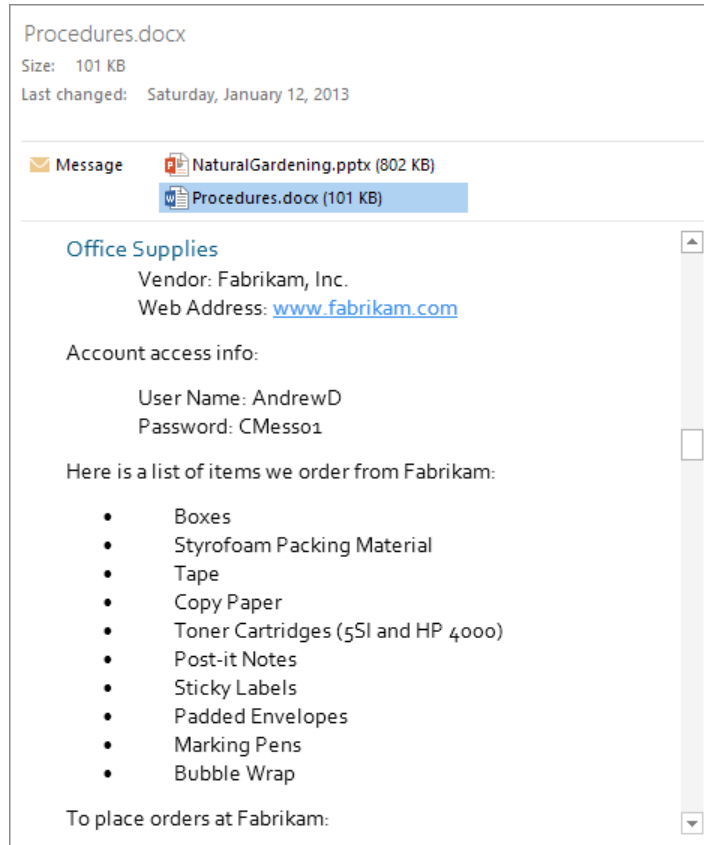 Procedures.docx
Size: 101 KB
Last changed: Saturday, January 12, 2013
Message NaturalGardening.pptx (802 KB)
Procedures.docx (101 KB)
Office Supplies
Vendor: Fabrikam, Inc.
Web Address: www.fabrikam.com
Account access info:
User Name: AndrewD
Password: CMesso1
Here is a list of items we order from Fabrikam:
• Boxes
• Styrofoam Packing Material
• Tape
• Copy Paper
• Toner Cartridges (5SI and HP 4000)
• Post-it Notes
• Sticky Labels
• Padded Envelopes
• Marking Pens
• Bubble Wrap
To place orders at Fabrikam: